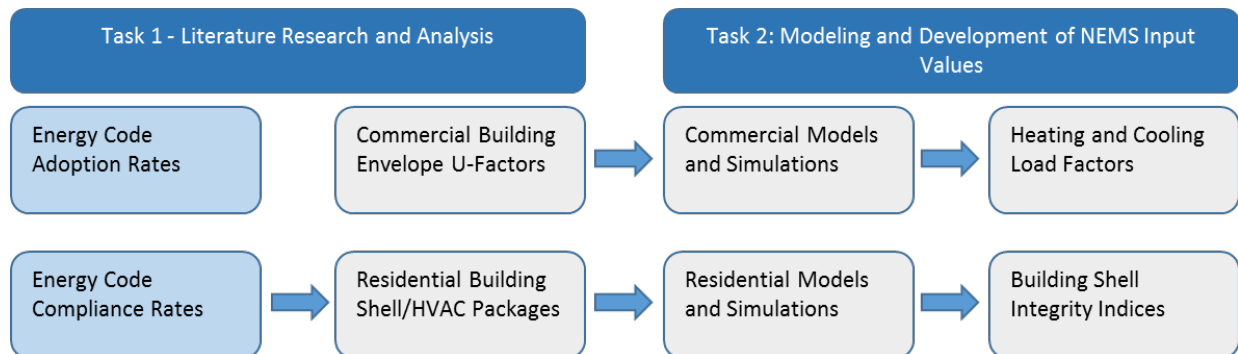 Task 1 - Literature Research and Analysis
Task 2: Modeling and Development of NEMS Input
Values
Energy Code
Adoption Rates
Commercial Building
Envelope U-Factors
Commercial Models
and Simulations
Heating and Cooling
Load Factors
Energy Code
Compliance Rates
Residential Building
Shell/HVAC Packages
Residential Models
and Simulations
Building Shell
Integrity Indices